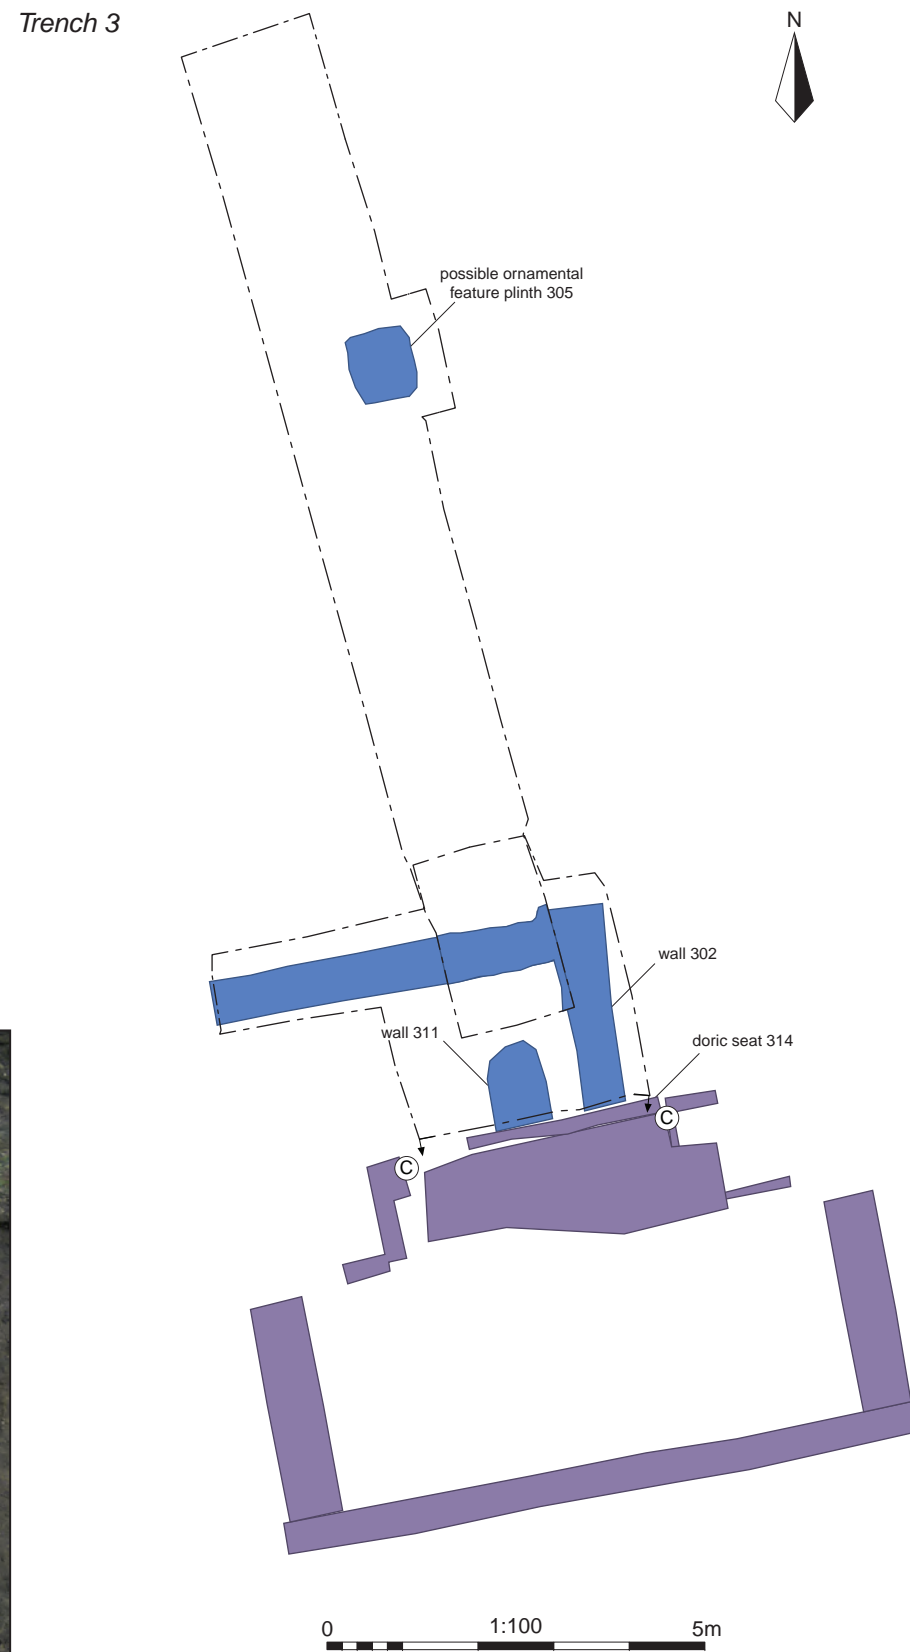 Trench 3
N
possible ornamental
feature plinth 305
wall 302
wall 311
doric seat 314
C
C
0 1:100 5m